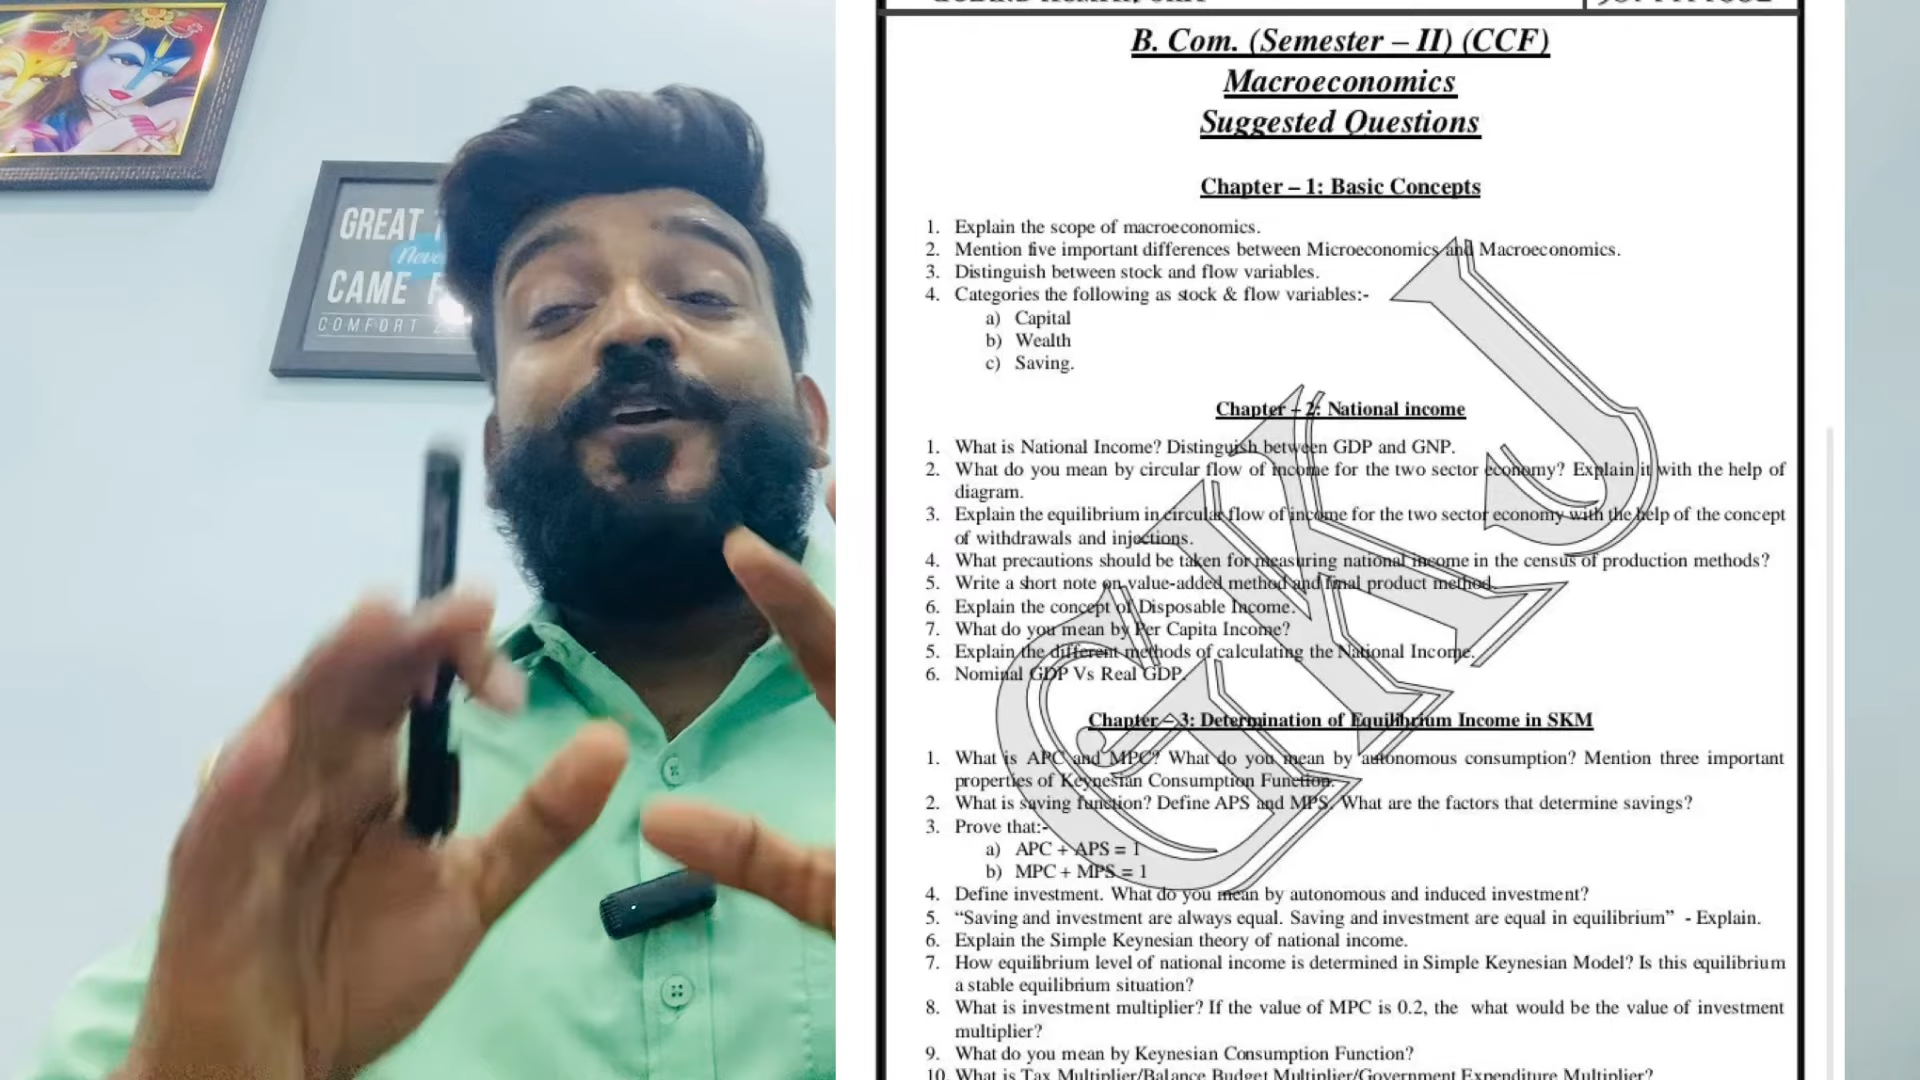 GREAT
Neve
CAME F
COMFORT Z
B. Com. (Semester – II) (CCF)
Macroeconomics
Suggested Questions
Chapter – 1: Basic Concepts
1. Explain the scope of macroeconomics.
2. Mention five important differences between Microeconomics and Macroeconomics.
3. Distinguish between stock and flow variables.
4. Categories the following as stock & flow variables:-
a) Capital
b) Wealth
c) Saving.
Chapter – 2: National income
1. What is National Income? Distinguish between GDP and GNP.
2. What do you mean by circular flow of income for the two sector economy? Explain it with the help of
diagram.
3. Explain the equilibrium in circular flow of income for the two sector economy with the help of the concept
of withdrawals and injections.
4. What precautions should be taken for measuring national income in the census of production methods?
5. Write a short note on value-added method and final product method.
6. Explain the concept of Disposable Income.
7. What do you mean by Per Capita Income?
5. Explain the different methods of calculating the National Income.
6. Nominal GDP Vs Real GDP.
Chapter – 3: Determination of Equilibrium Income in SKM
1. What is APC and MPC? What do you mean by autonomous consumption? Mention three important
properties of Keynesian Consumption Function.
2. What is saving function? Define APS and MPS. What are the factors that determine savings?
3. Prove that:-
a) APC + APS = 1
b) MPC + MPS = 1
4. Define investment. What do you mean by autonomous and induced investment?
5. “Saving and investment are always equal. Saving and investment are equal in equilibrium” - Explain.
6. Explain the Simple Keynesian theory of national income.
7. How equilibrium level of national income is determined in Simple Keynesian Model? Is this equilibrium
a stable equilibrium situation?
8. What is investment multiplier? If the value of MPC is 0.2, the what would be the value of investment
multiplier?
9. What do you mean by Keynesian Consumption Function?
10. What is Tax Multiplier/Balance Budget Multiplier/Government Expenditure Multiplier?
GKJ